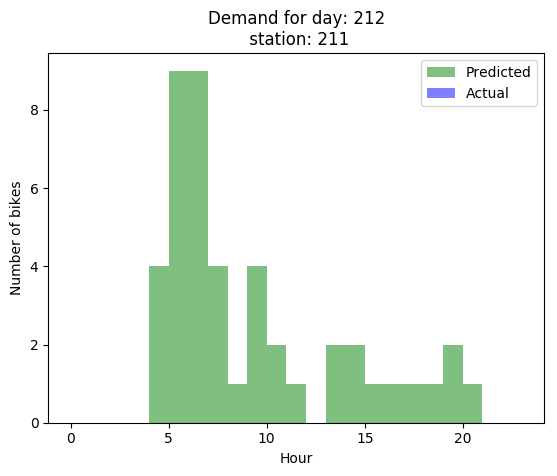 Demand for day: 212
station: 211
Predicted
Actual
8
6
4
2
0
Number of bikes
0 5 10 15 20
Hour